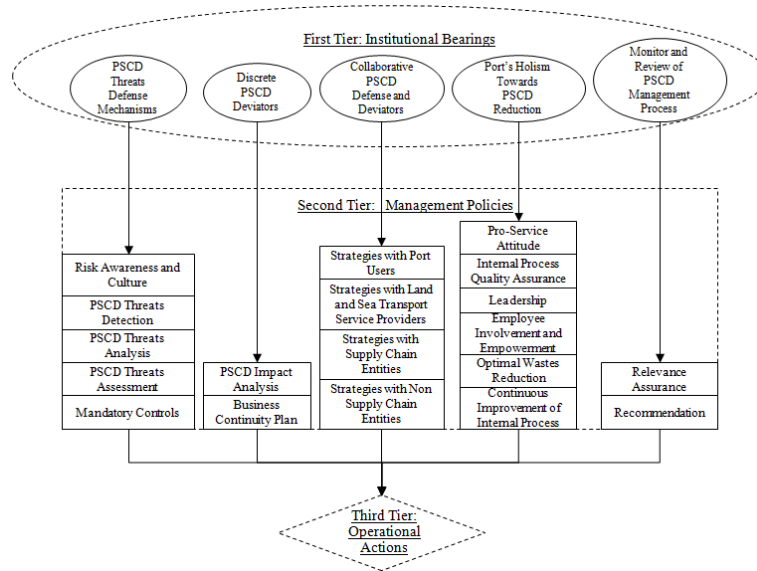 First Tier: Institutional Bearings
PSCD
Threats
Defense
Mechanisms
Discrete
PSCD
Deviators
Collaborative
PSCD
Defense and
Deviators
Port's Holism
Towards
PSCD
Reduction
Monitor and
Review of
PSCD
Management
Process
Second Tier: Management Policies
Risk Awareness and
Culture
PSCD Threats
Detection
PSCD Threats
Analysis
PSCD Threats
Assessment
Mandatory Controls
PSCD Impact
Analysis
Business
Continuity Plan
Strategies with Port
Users
Strategies with Land
and Sea Transport
Service Providers
Strategies with
Supply Chain
Entities
Strategies with Non
Supply Chain
Entities
Pro-Service
Attitude
Internal Process
Quality Assurance
Leadership
Employee
Involvement and
Empowerment
Optimal Wastes
Reduction
Continuous
Improvement of
Internal Process
Relevance
Assurance
Recommendation
Third Tier:
Operational
Actions